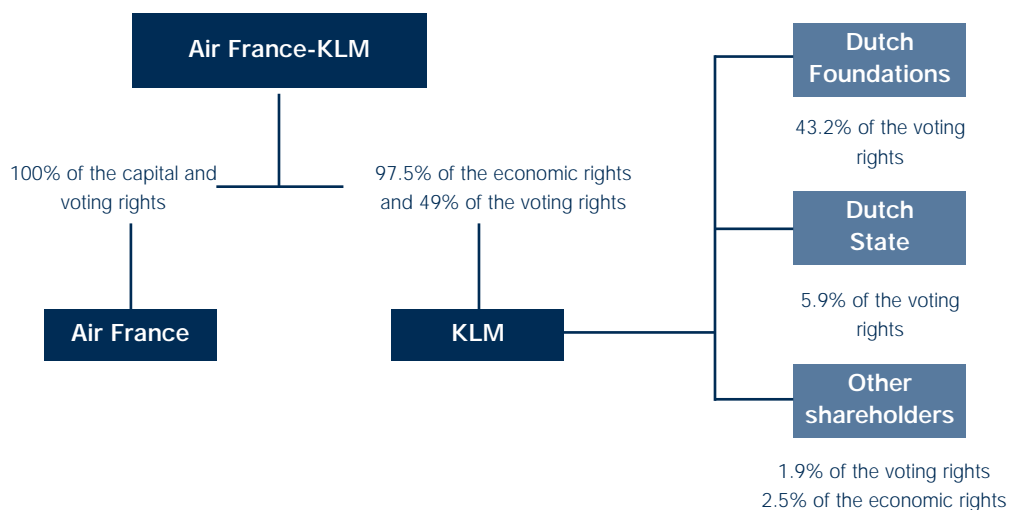 Air France-KLM
100% of the capital and
voting rights
97.5% of the economic rights
and 49% of the voting rights
Air France
KLM
Dutch
Foundations
43.2% of the voting
rights
Dutch
State
5.9% of the voting
rights
Other
shareholders
1.9% of the voting rights
2.5% of the economic rights